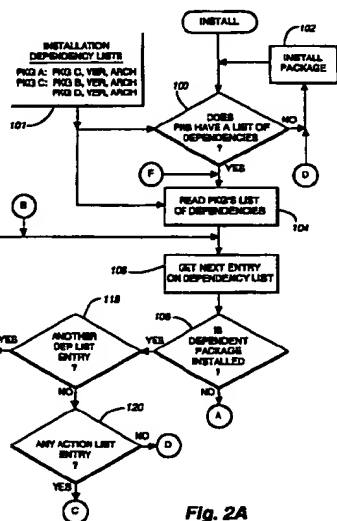 INSTALLATION
DEPENDENCY LISTS
PKG A: PKG C, VER, ARCH
PKG C: PKG B, VER, ARCH
PKG D, VER, ARCH
101
INSTALL
102
INSTALL
PACKAGE
100
DOES
PKG HAVE A LIST OF
DEPENDENCIES
?
NO
D
YES
F
READ PKG'S LIST
OF DEPENDENCIES
104
B
106
GET NEXT ENTRY
ON DEPENDENCY LIST
118
ANOTHER
DEP LIST
ENTRY
?
YES
NO
108
IS
DEPENDENT
PACKAGE
INSTALLED
?
YES
NO
A
120
ANY ACTION LIST
ENTRY
?
NO
D
YES
C
Fig. 2A